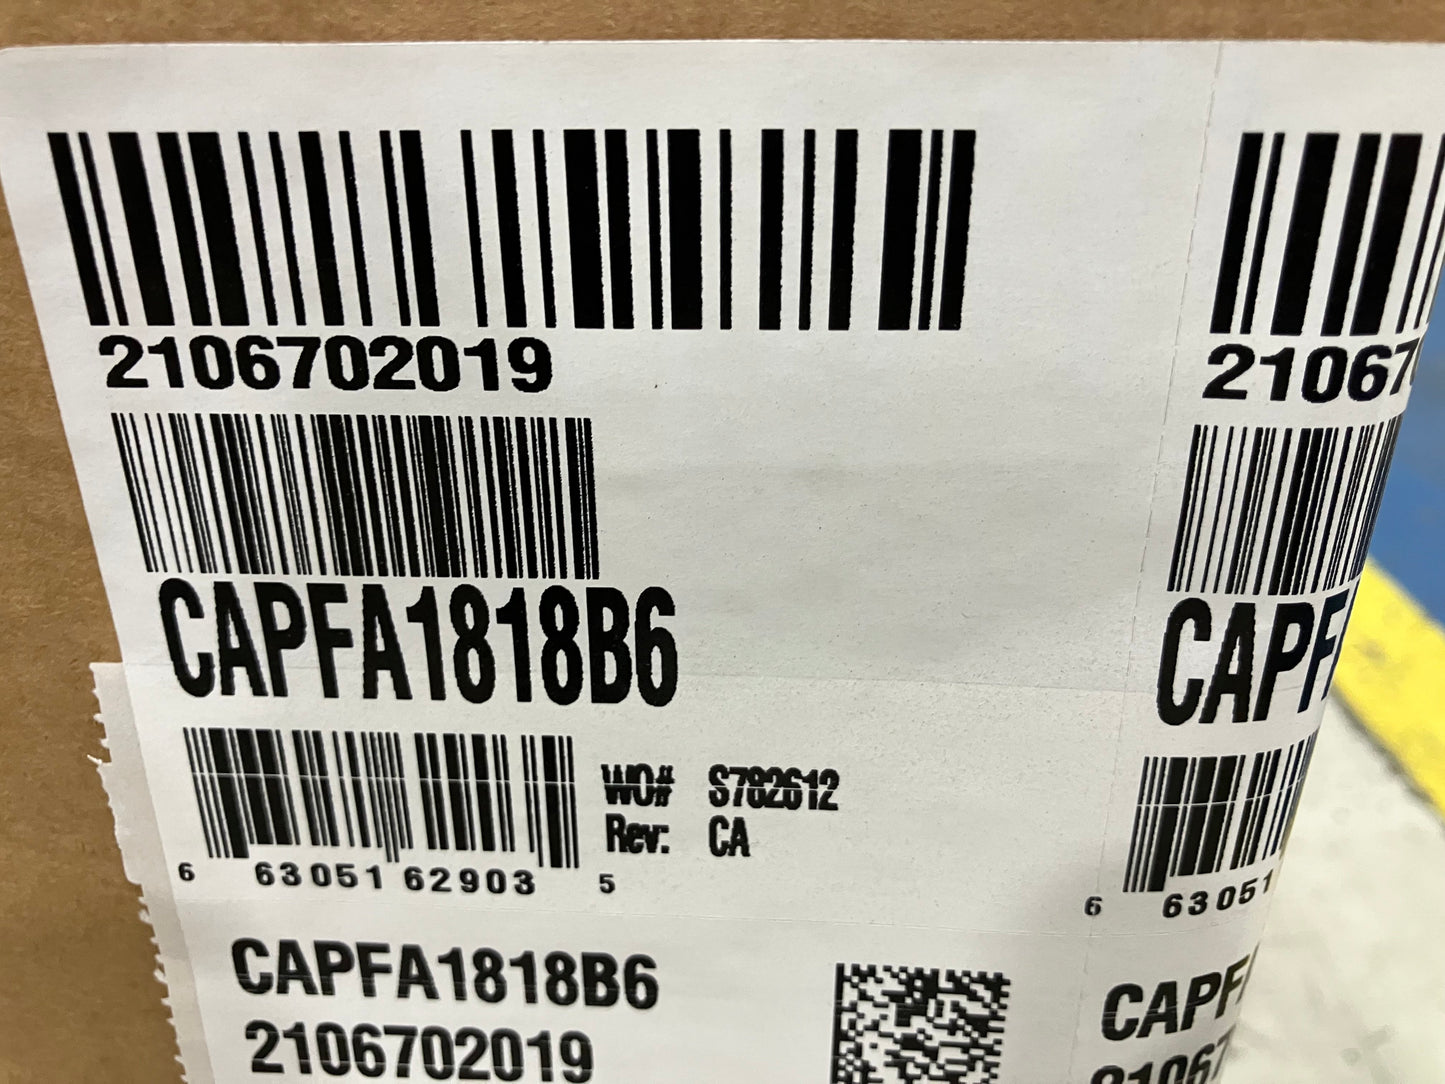 2106702019
CAPFA1818B6
6 63051 62903 5
WO# S782612
Rev: CA
CAPFA1818B6
2106702019
21067
CAPF
6 63051
CAPF
21067